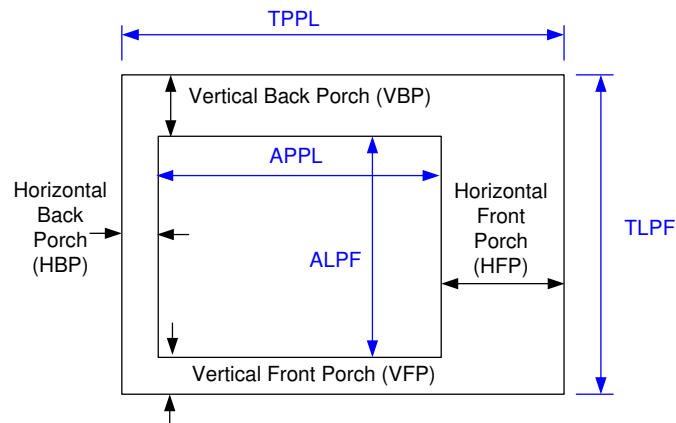 TPPL
Vertical Back Porch (VBP)
APPL
Horizontal
Back
Porch
(HBP)
Horizontal
Front
Porch
(HFP)
TLPF
ALPF
Vertical Front Porch (VFP)